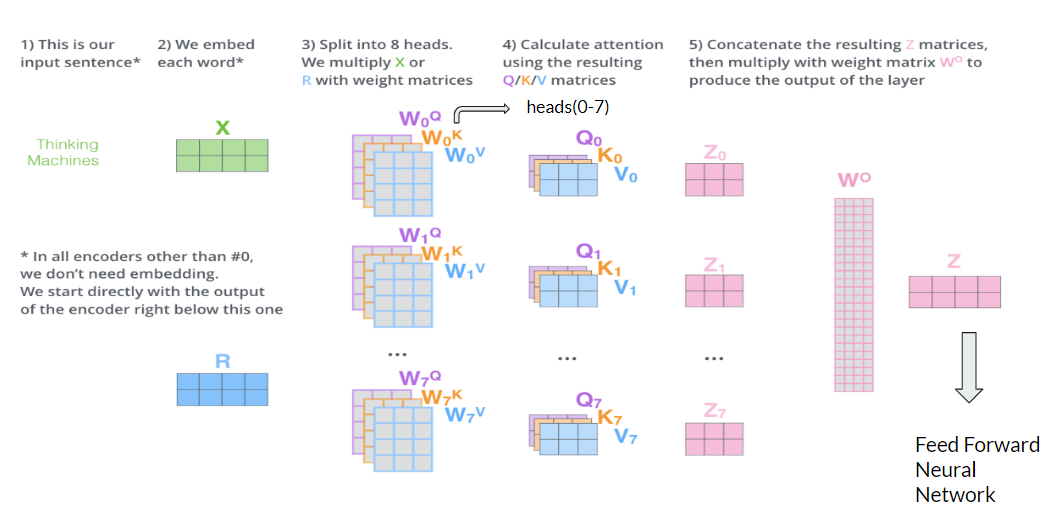 1) This is our
input sentence*
2) We embed
each word*
3) Split into 8 heads.
We multiply X or
R with weight matrices
4) Calculate attention
using the resulting
Q/K/V matrices
5) Concatenate the resulting Z matrices,
then multiply with weight matrix Wᴼ to
produce the output of the layer
heads(0-7)
Thinking
Machines
X
W₀Q
W₀K
W₀V
Q₀
K₀
V₀
Z₀
Wᴼ
* In all encoders other than #0,
we don't need embedding.
We start directly with the output
of the encoder right below this one
W₁Q
W₁K
W₁V
Q₁
K₁
V₁
Z₁
Z
...
...
...
R
W₇Q
W₇K
W₇V
Q₇
K₇
V₇
Z₇
Feed Forward
Neural
Network